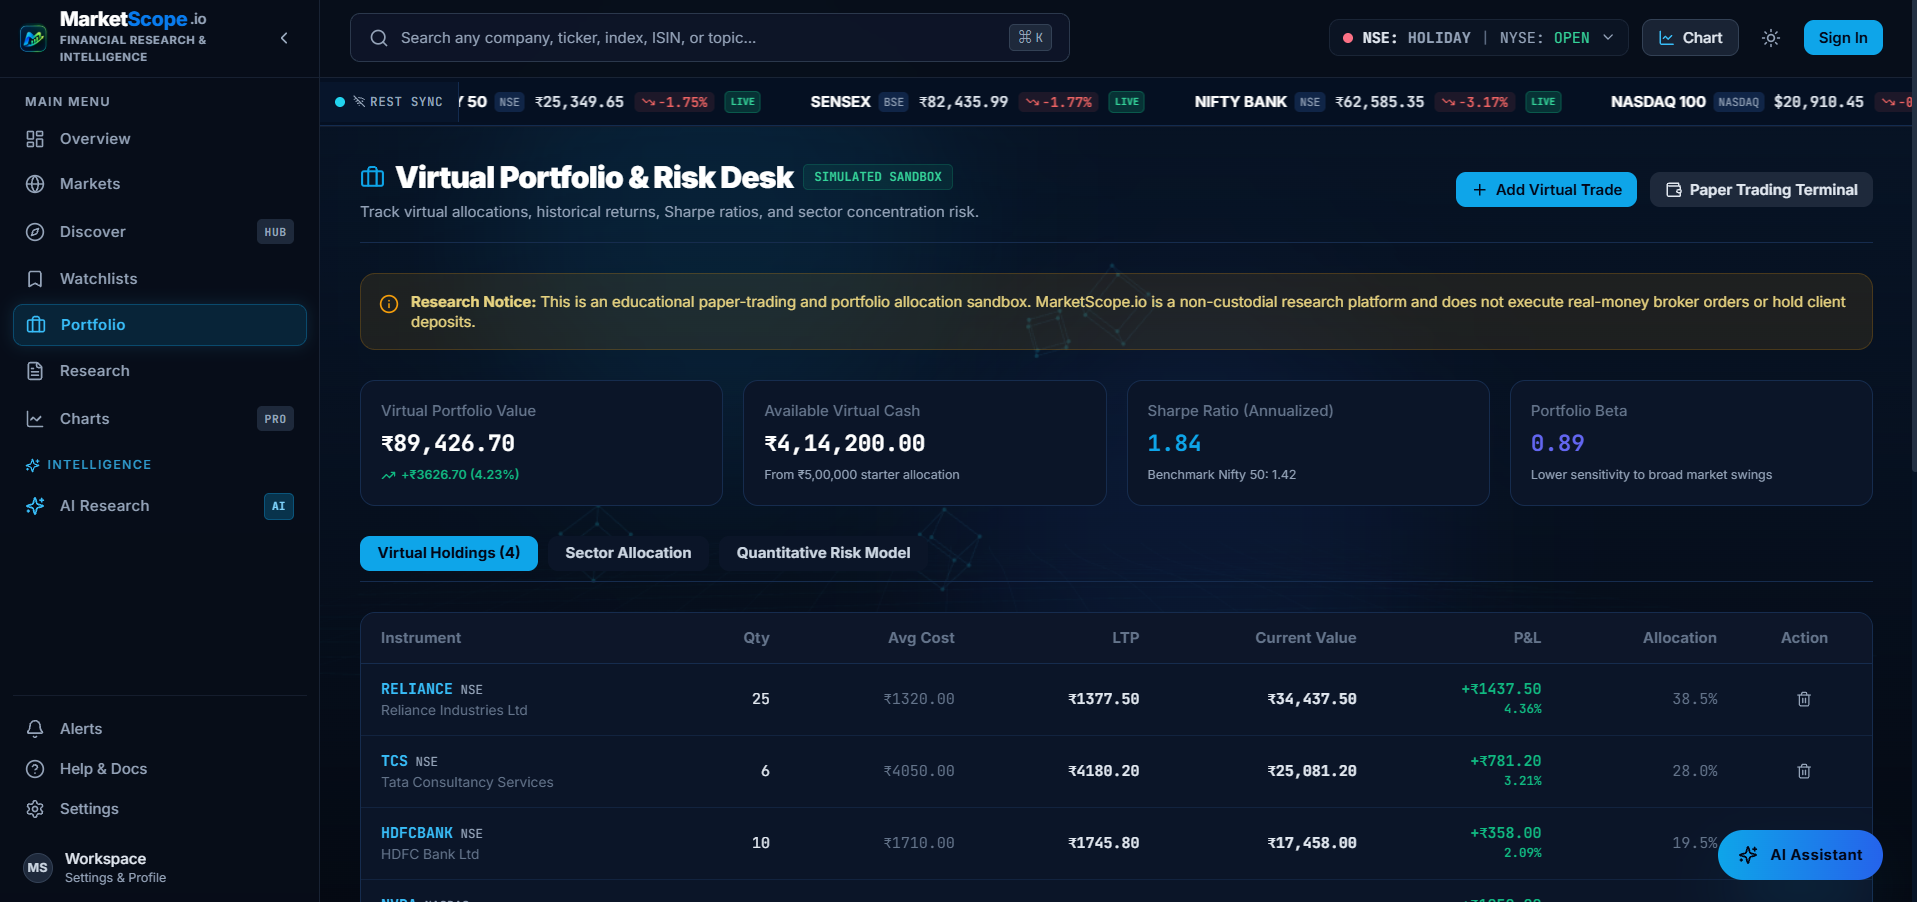 MarketScope.io
FINANCIAL RESEARCH &
INTELLIGENCE
Search any company, ticker, index, ISIN, or topic...
⌘ K
NSE: HOLIDAY | NYSE: OPEN
Chart
Sign In
MAIN MENU
Overview
Markets
Discover HUB
Watchlists
Portfolio
Research
Charts PRO
INTELLIGENCE
AI Research AI
Alerts
Help & Docs
Settings
MS
Workspace
Settings & Profile
REST SYNC
50 NSE ₹25,349.65 -1.75% LIVE
SENSEX BSE ₹82,435.99 -1.77% LIVE
NIFTY BANK NSE ₹62,585.35 -3.17% LIVE
NASDAQ 100 NASDAQ $20,910.45
Virtual Portfolio & Risk Desk SIMULATED SANDBOX
Track virtual allocations, historical returns, Sharpe ratios, and sector concentration risk.
+ Add Virtual Trade
Paper Trading Terminal
Research Notice: This is an educational paper-trading and portfolio allocation sandbox. MarketScope.io is a non-custodial research platform and does not execute real-money broker orders or hold client
deposits.
Virtual Portfolio Value
₹89,426.70
+₹3626.70 (4.23%)
Available Virtual Cash
₹4,14,200.00
From ₹5,00,000 starter allocation
Sharpe Ratio (Annualized)
1.84
Benchmark Nifty 50: 1.42
Portfolio Beta
0.89
Lower sensitivity to broad market swings
Virtual Holdings (4)
Sector Allocation
Quantitative Risk Model
Instrument Qty Avg Cost LTP Current Value P&L Allocation Action
RELIANCE NSE
Reliance Industries Ltd
25 ₹1320.00 ₹1377.50 ₹34,437.50 +₹1437.50
4.36%
38.5%
TCS NSE
Tata Consultancy Services
6 ₹4050.00 ₹4180.20 ₹25,081.20 +₹781.20
3.21%
28.0%
HDFCBANK NSE
HDFC Bank Ltd
10 ₹1710.00 ₹1745.80 ₹17,458.00 +₹358.00
2.09%
19.5%
AI Assistant